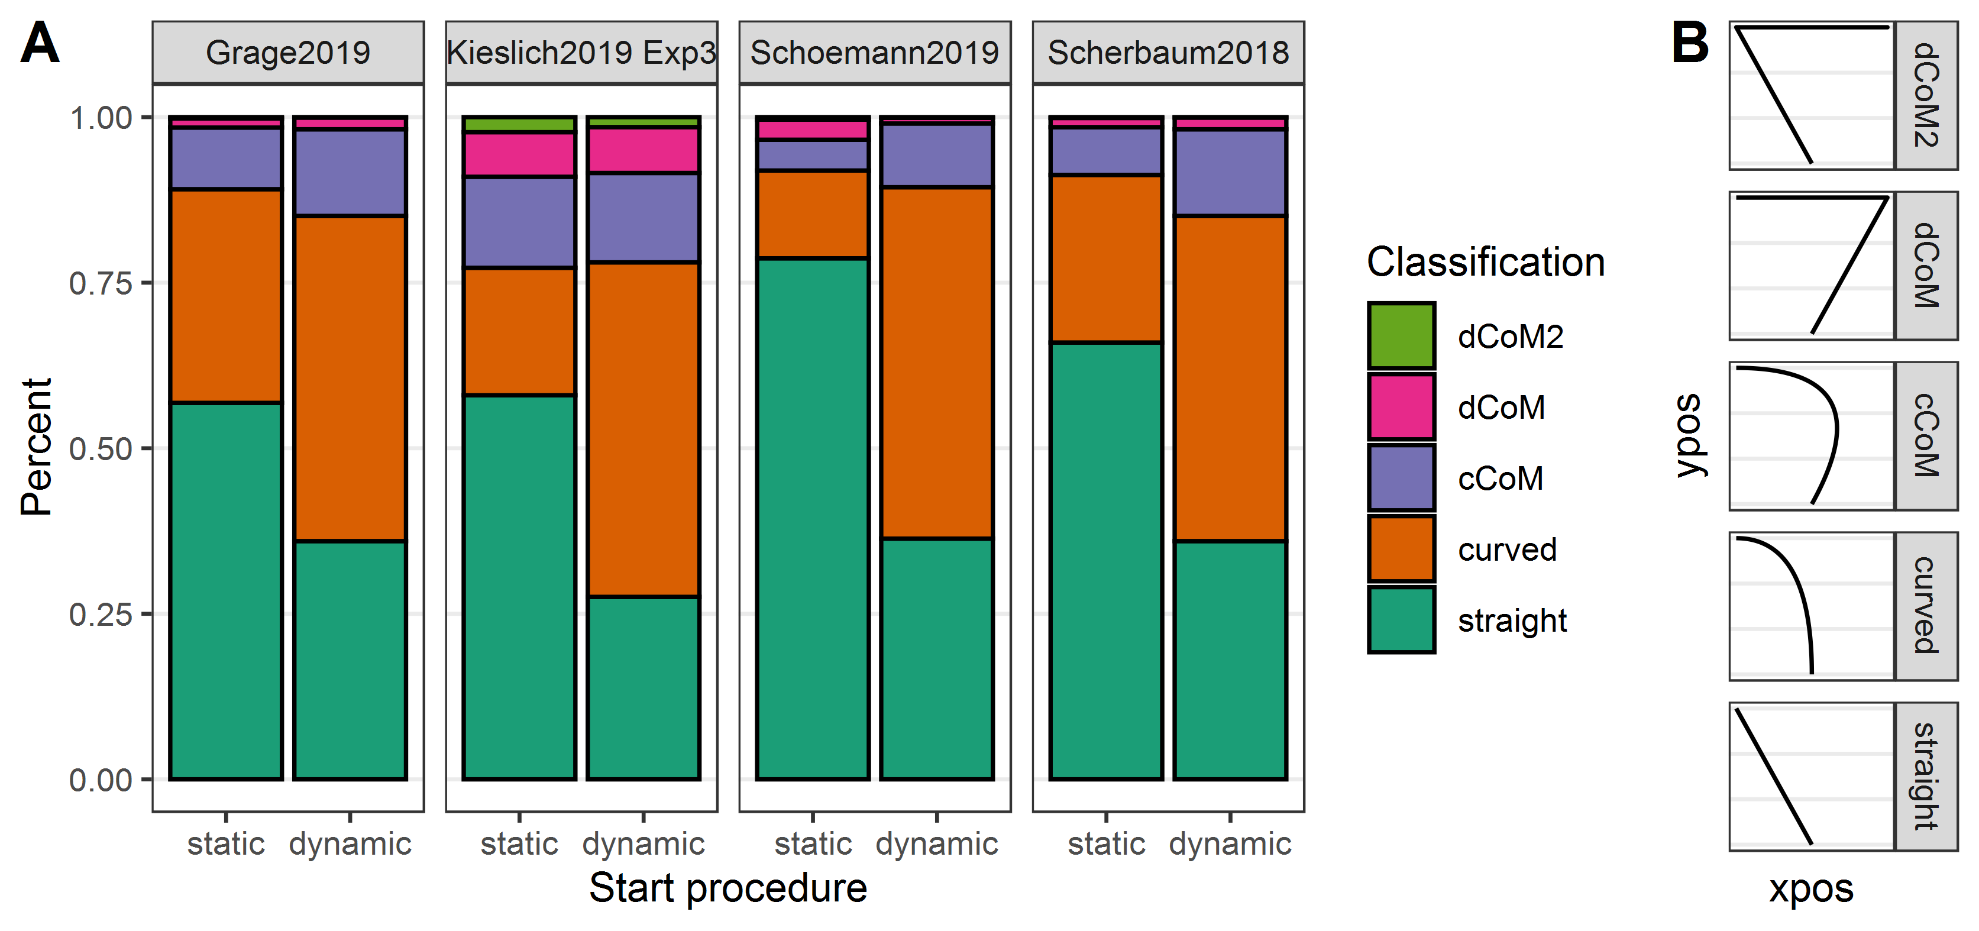 A
Grage2019
Kieslich2019 Exp3
Schoemann2019
Scherbaum2018
Percent
1.00
0.75
0.50
0.25
0.00
static dynamic
static dynamic
static dynamic
static dynamic
Start procedure
Classification
dCoM2
dCoM
cCoM
curved
straight
B
ypos
dCoM2
dCoM
cCoM
curved
straight
xpos